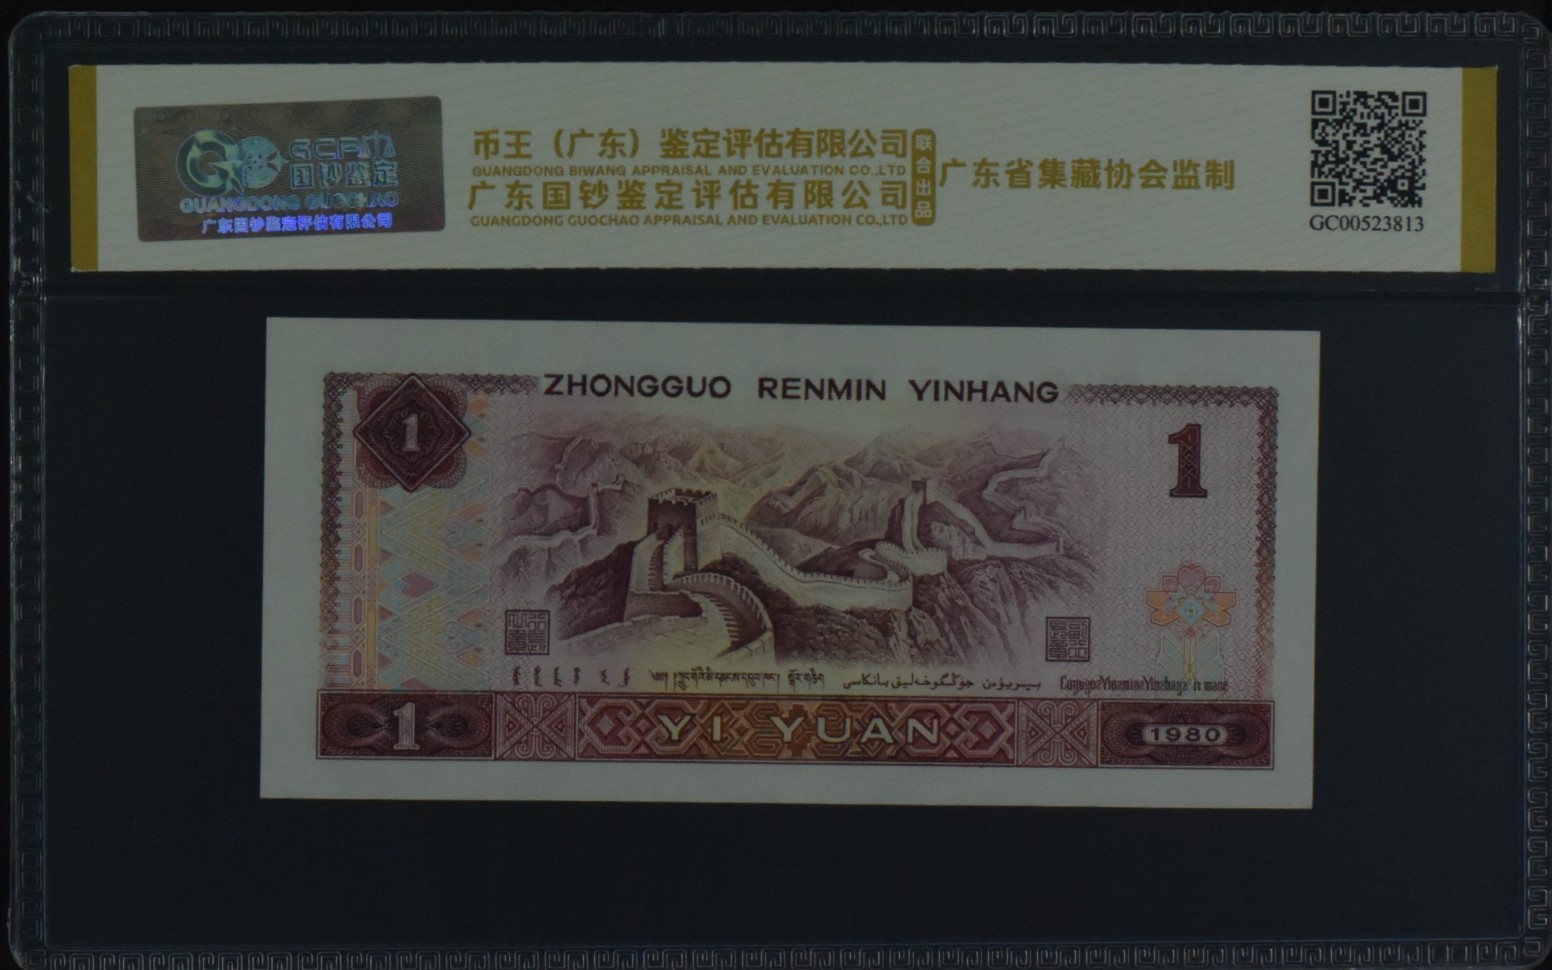 GCP
国钞鉴定
GUANGDONG GUOCHAO
广东国钞鉴定评估有限公司
币王（广东）鉴定评估有限公司
GUANGDONG BIWANG APPRAISAL AND EVALUATION CO.,LTD
广东国钞鉴定评估有限公司
GUANGDONG GUOCHAO APPRAISAL AND EVALUATION CO.,LTD
联合出品
广东省集藏协会监制
GC00523813
ZHONGGUO RENMIN YINHANG
1
1
جۇڭگوخەلىق بانكاسى
1
YI YUAN
1980